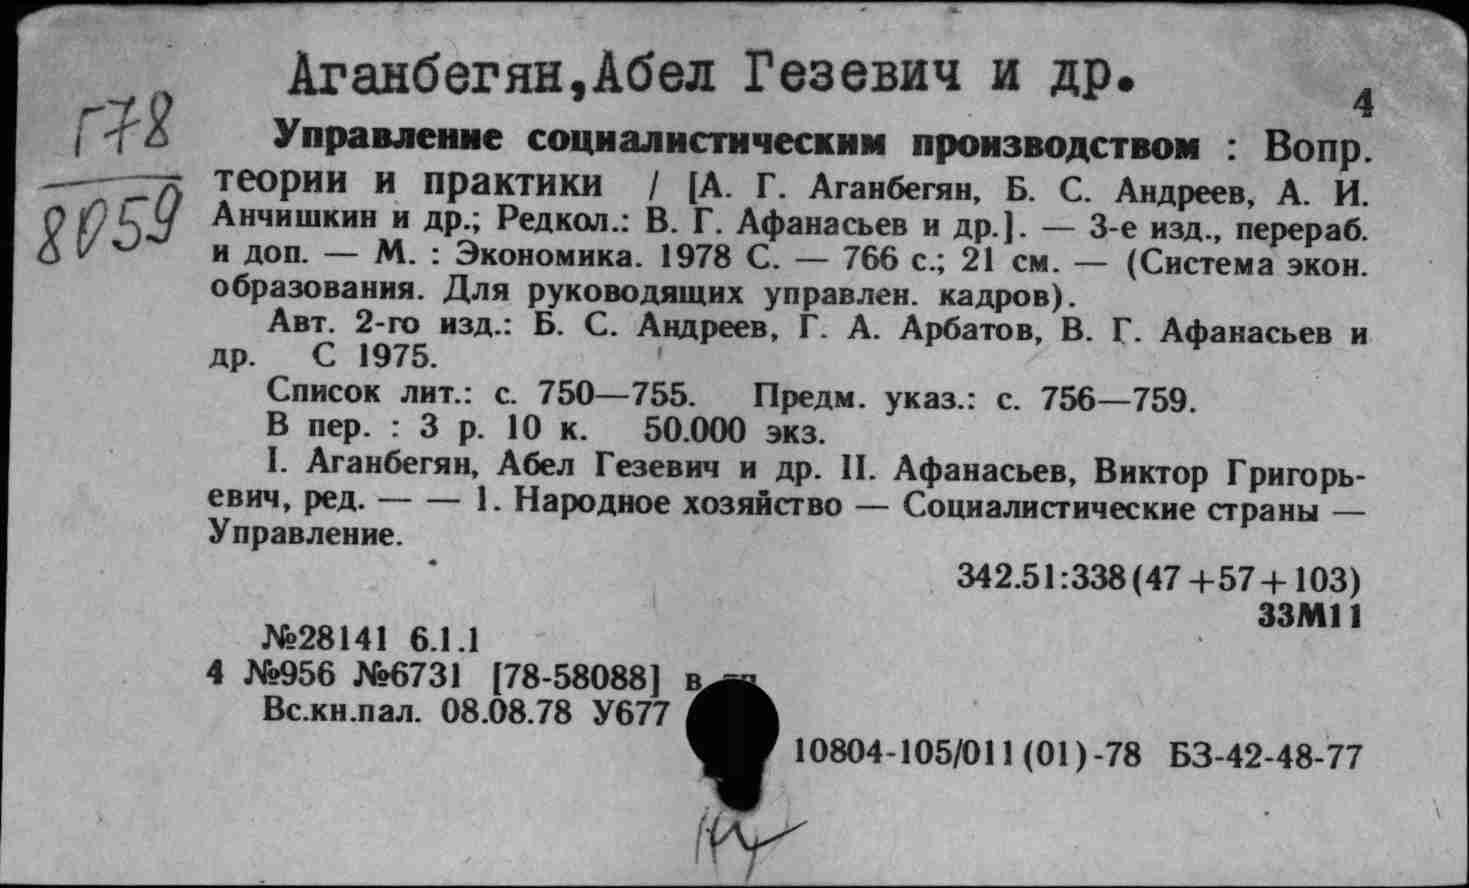 Аганбегян,Абел Гезевич и др.
4
Г78
8059
Управление социалистическим производством : Вопр.
теории и практики / [А. Г. Аганбегян, Б. С. Андреев, А. И.
Анчишкин и др.; Редкол.: В. Г. Афанасьев и др.]. — 3-е изд., перераб.
и доп. — М. : Экономика. 1978 С. — 766 с.; 21 см. — (Система экон.
образования. Для руководящих управлен. кадров).
Авт. 2-го изд.: Б. С. Андреев, Г. А. Арбатов, В. Г. Афанасьев и
др. С 1975.
Список лит.: с. 750—755. Предм. указ.: с. 756—759.
В пер. : 3 р. 10 к. 50.000 экз.
I. Аганбегян, Абел Гезевич и др. II. Афанасьев, Виктор Григорь-
евич, ред. — — 1. Народное хозяйство — Социалистические страны —
Управление.
342.51:338(47+57+103)
33М11
№28141 6.1.1
4 №956 №6731 [78-58088] в
Вс.кн.пал. 08.08.78 У677
10804-105/011(01)-78 БЗ-42-48-77